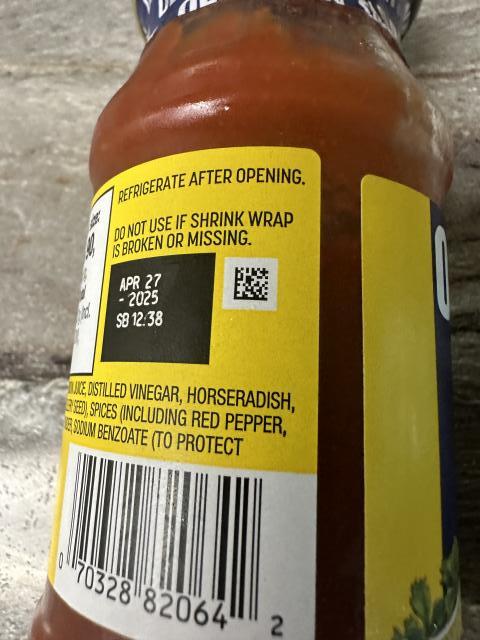 REFRIGERATE AFTER OPENING.
DO NOT USE IF SHRINK WRAP
IS BROKEN OR MISSING.
APR 27
- 2025
SB 12:38
JUICE, DISTILLED VINEGAR, HORSERADISH,
SEED), SPICES (INCLUDING RED PEPPER,
SODIUM BENZOATE (TO PROTECT
0 70328 82064 2